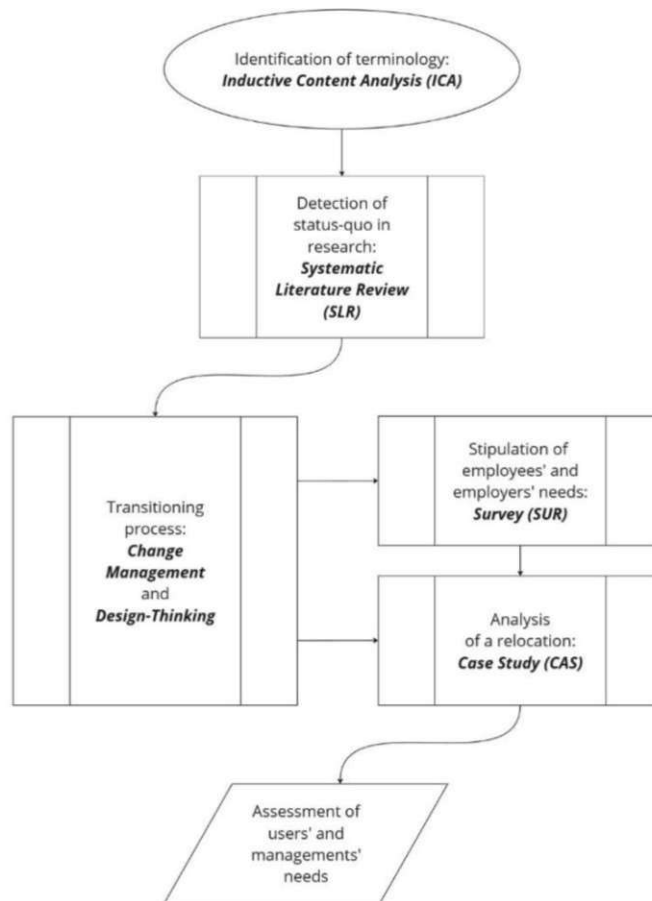 Identification of terminology:
Inductive Content Analysis (ICA)
Detection of
status-quo in
research:
Systematic
Literature Review
(SLR)
Transitioning
process:
Change
Management
and
Design-Thinking
Stipulation of
employees' and
employers' needs:
Survey (SUR)
Analysis
of a relocation:
Case Study (CAS)
Assessment of
users' and
managements'
needs